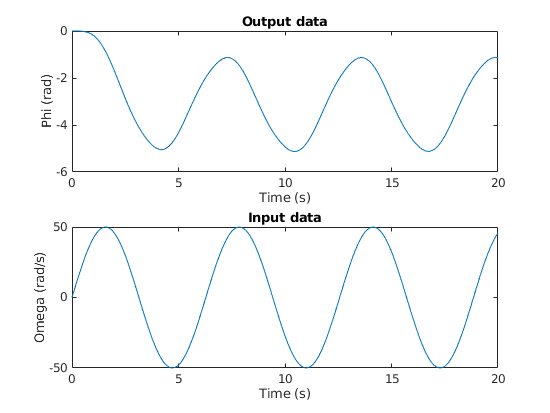 Output data
0
-2
-4
-6
Phi (rad)
0 5 10 15 20
Time (s)
Input data
50
0
-50
Omega (rad/s)
0 5 10 15 20
Time (s)